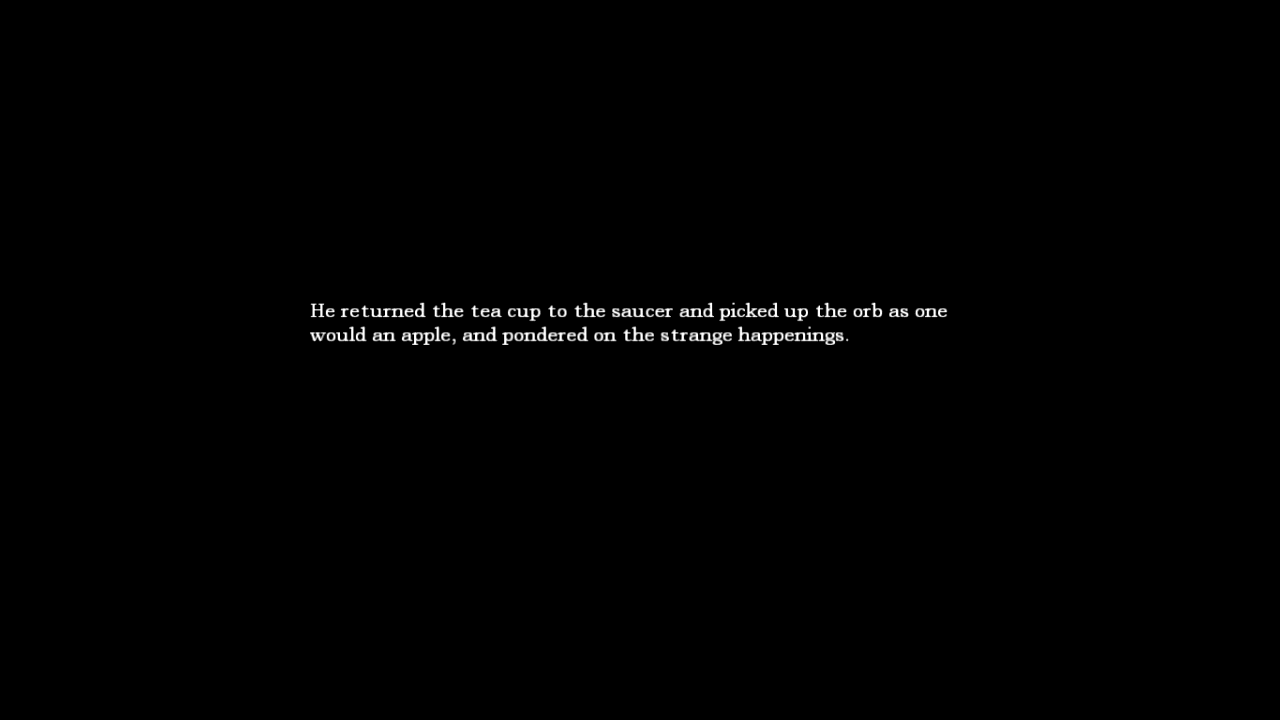 He returned the tea cup to the saucer and picked up the orb as one
would an apple, and pondered on the strange happenings.